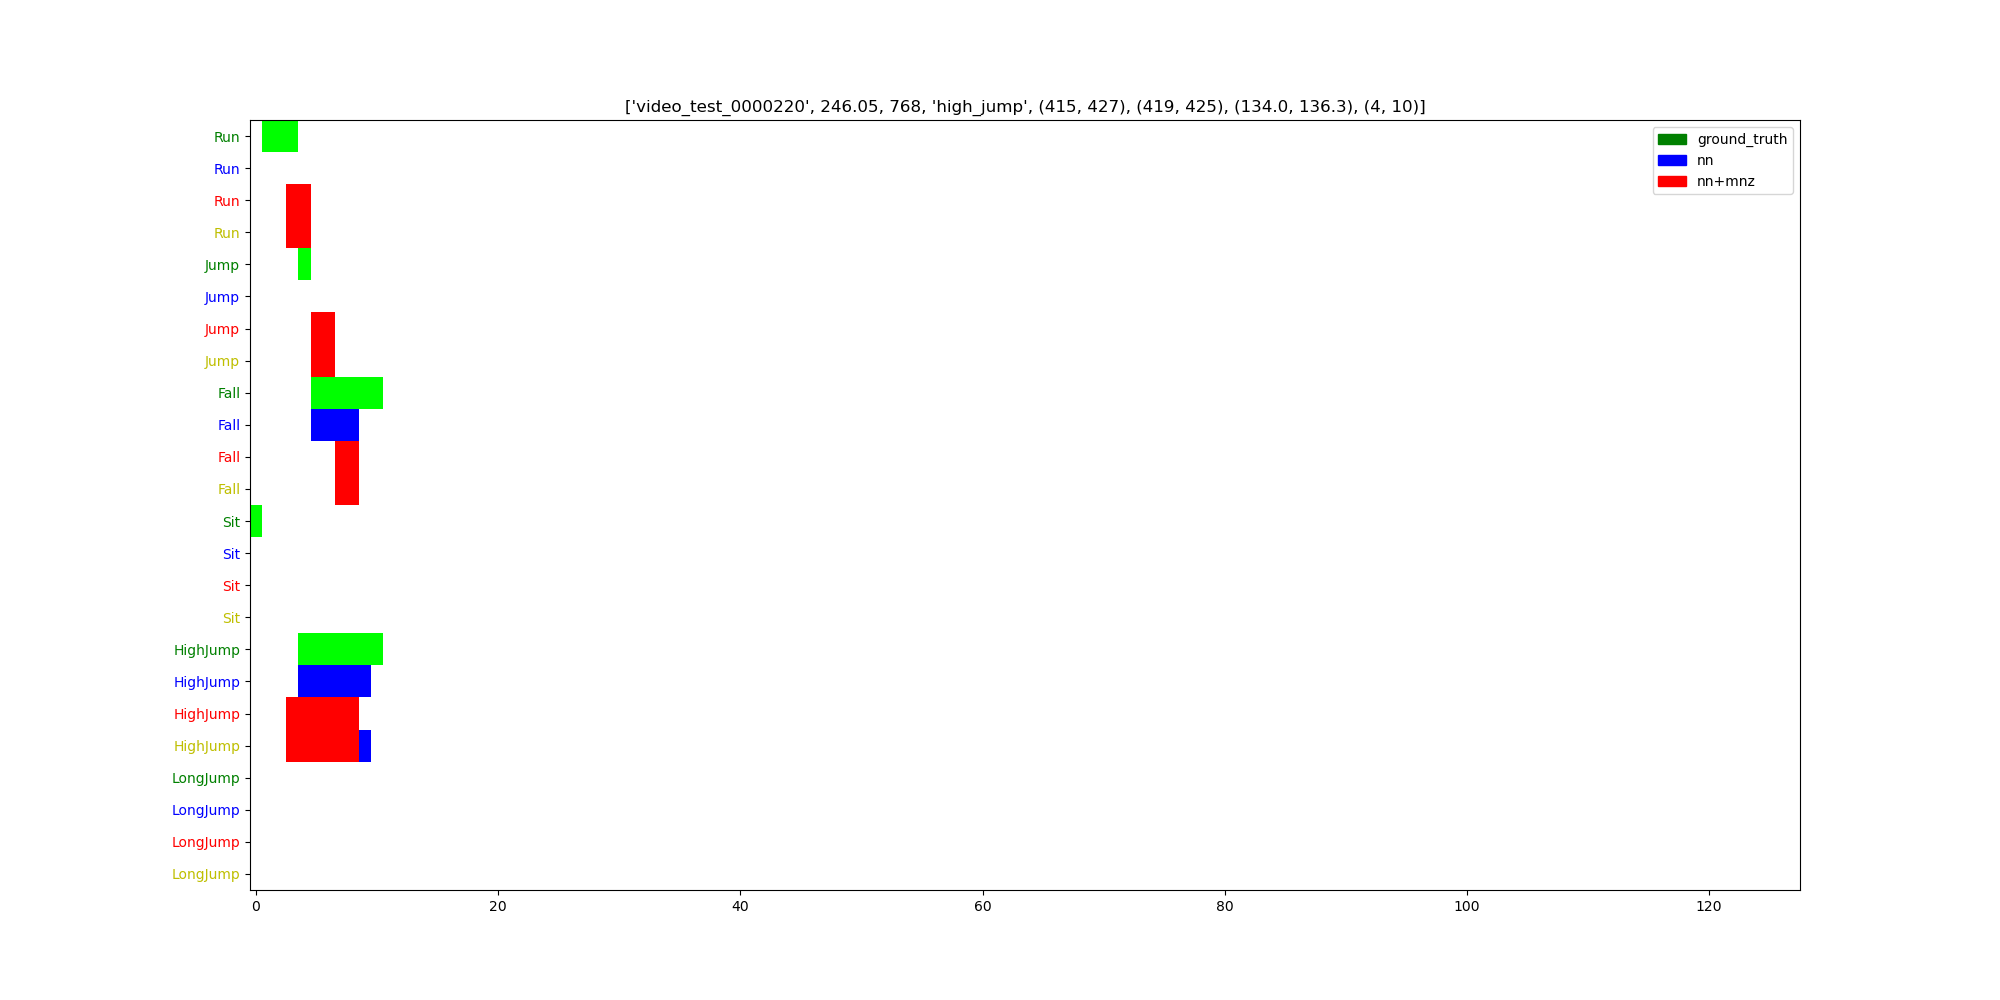 ['video_test_0000220', 246.05, 768, 'high_jump', (415, 427), (419, 425), (134.0, 136.3), (4, 10)]
ground_truth
nn
nn+mnz
Run
Run
Run
Run
Jump
Jump
Jump
Jump
Fall
Fall
Fall
Fall
Sit
Sit
Sit
Sit
HighJump
HighJump
HighJump
HighJump
LongJump
LongJump
LongJump
LongJump
0 20 40 60 80 100 120